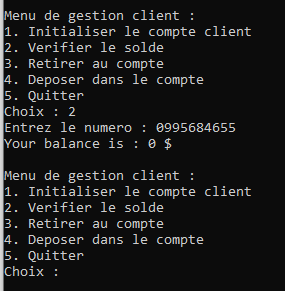 Menu de gestion client :
1. Initialiser le compte client
2. Verifier le solde
3. Retirer au compte
4. Deposer dans le compte
5. Quitter
Choix : 2
Entrez le numero : 0995684655
Your balance is : 0 $
Menu de gestion client :
1. Initialiser le compte client
2. Verifier le solde
3. Retirer au compte
4. Deposer dans le compte
5. Quitter
Choix :